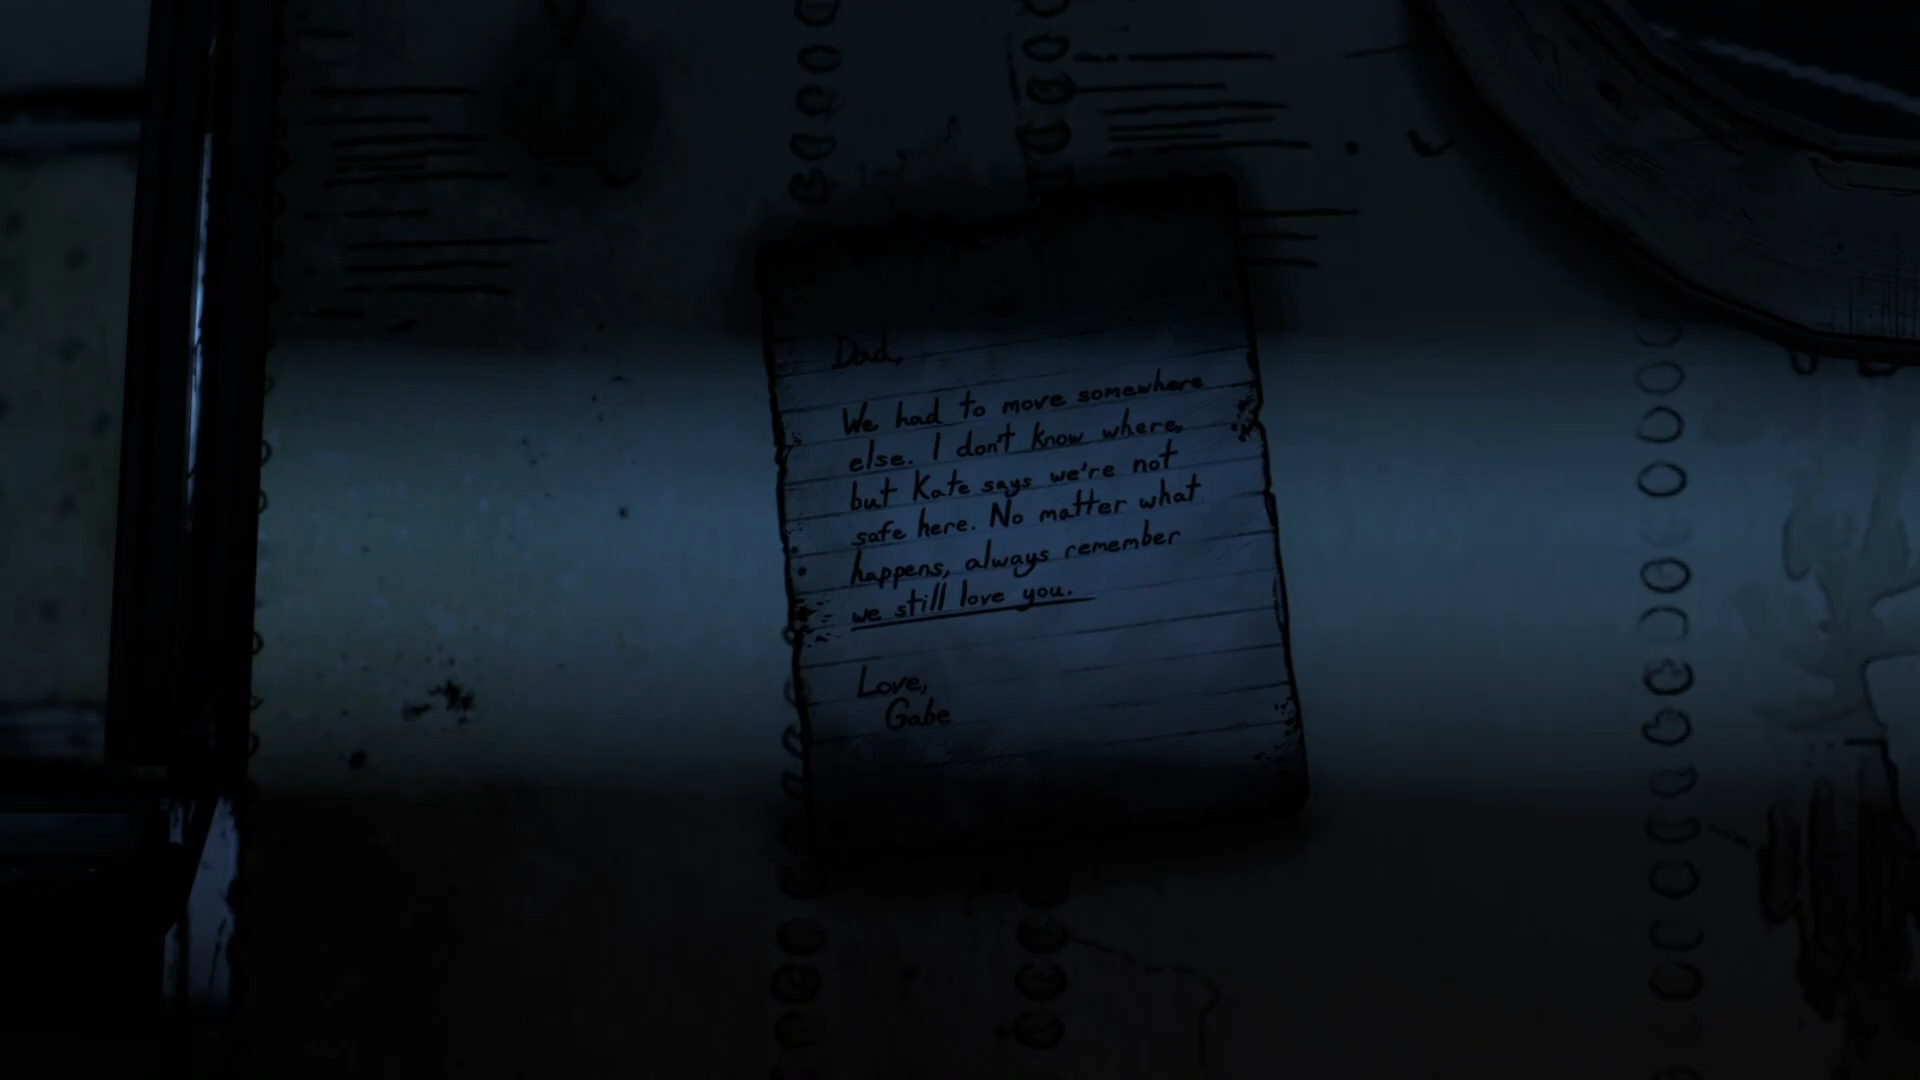 Dad,
We had to move somewhere
else. I don't know where,
but Kate says we're not
safe here. No matter what
happens, always remember
we still love you.
Love,
Gabe